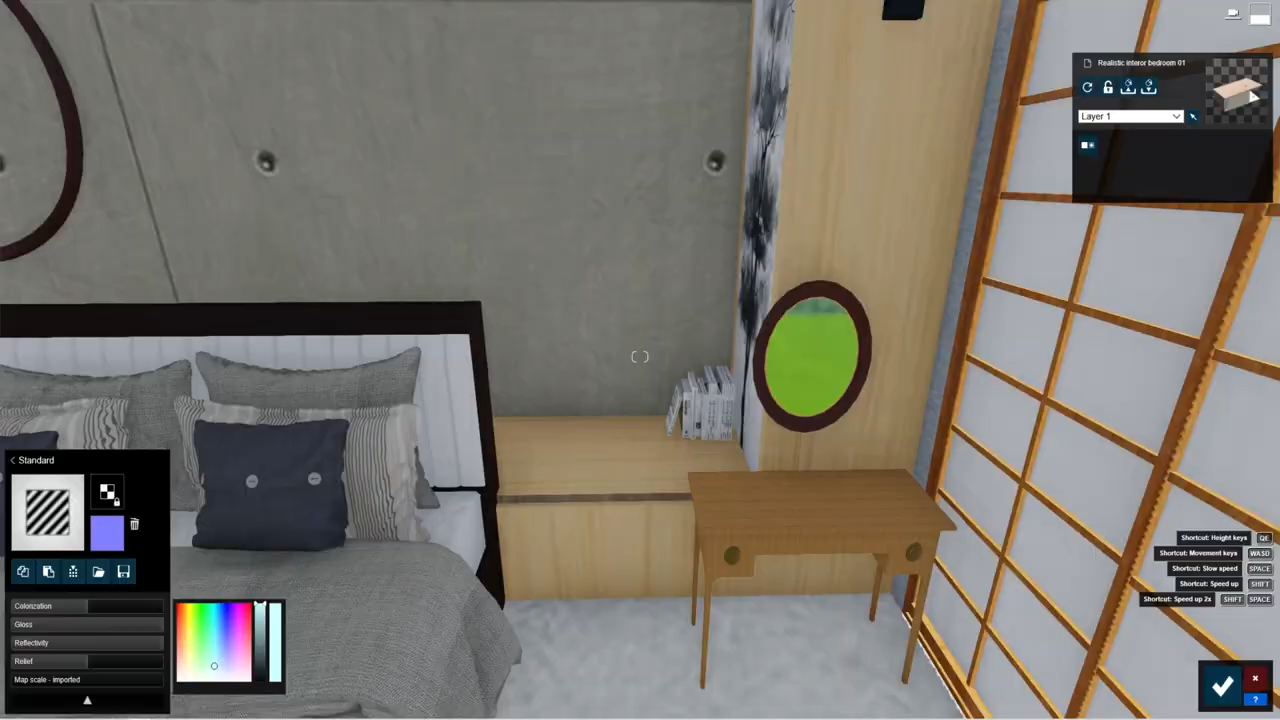 Realistic interor bedroom 01
Layer 1
Standard
Colorization
Gloss
Reflectivity
Relief
Map scale - imported
Shortcut: Height keys QE
Shortcut: Movement keys WASD
Shortcut: Slow speed SPACE
Shortcut: Speed up SHIFT
Shortcut: Speed up 2x SHIFT SPACE
?